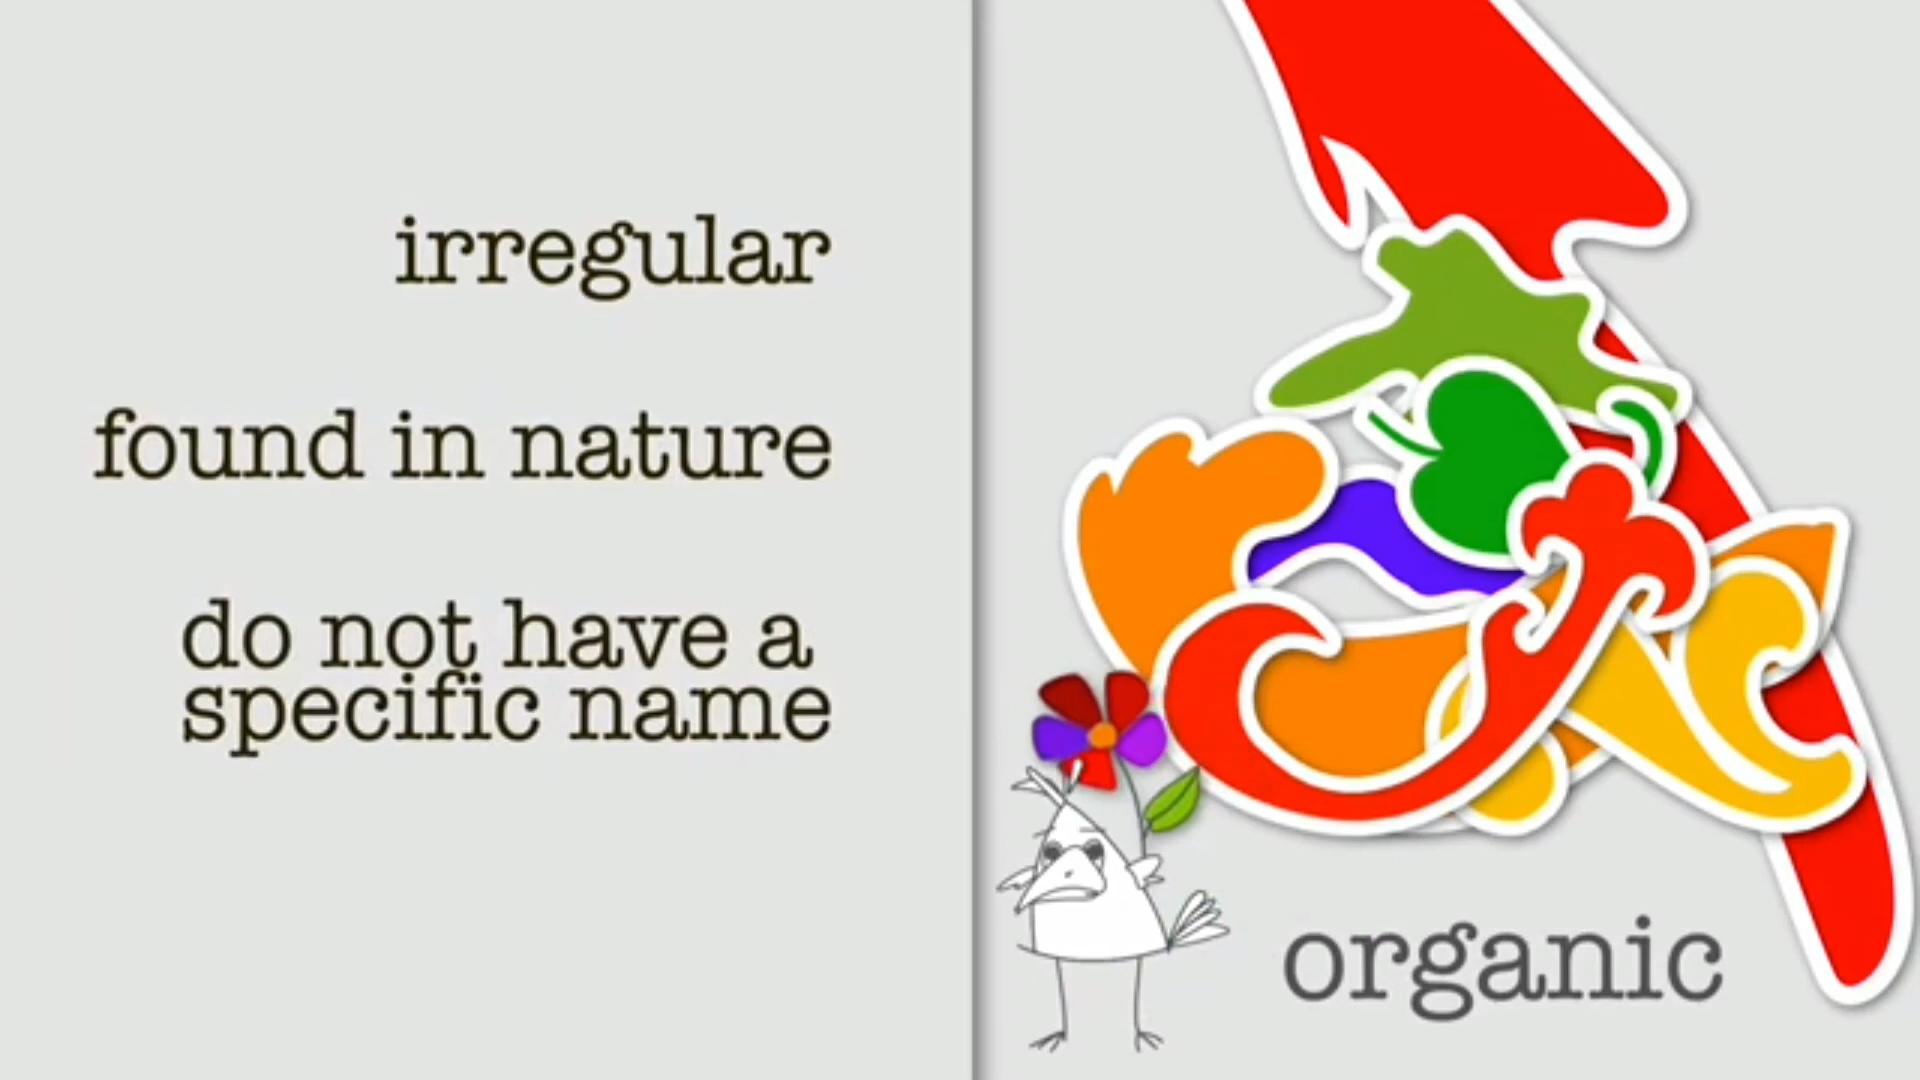 irregular
found in nature
do not have a
specific name
organic